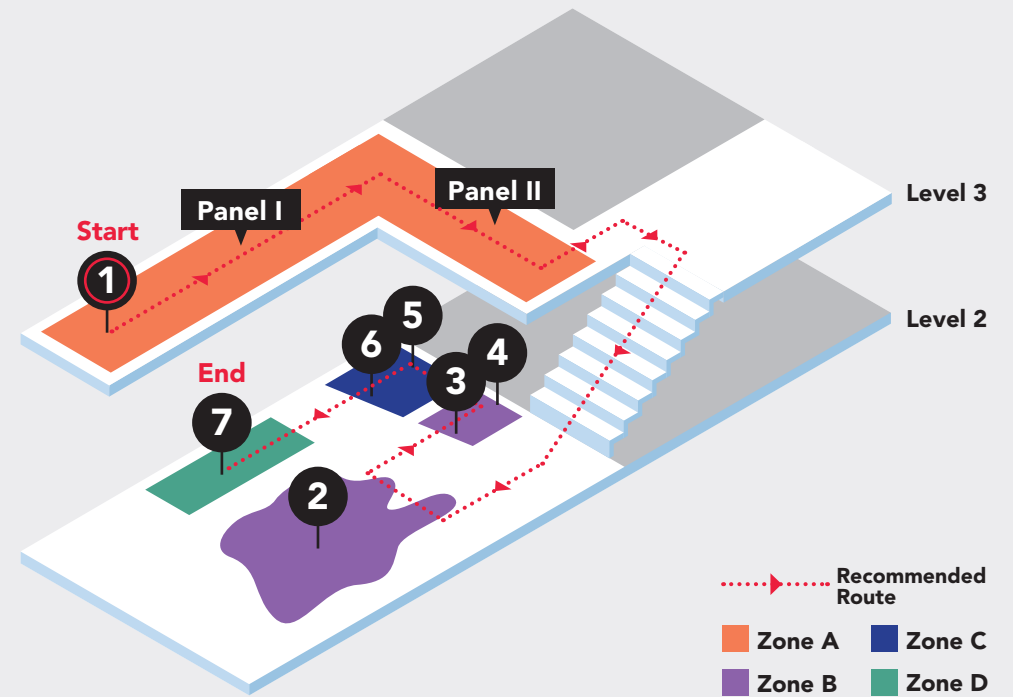 Level 3
Panel II
Panel I
Start
1
Level 2
5
6
4
3
End
7
2
Recommended
Route
Zone A
Zone C
Zone B
Zone D